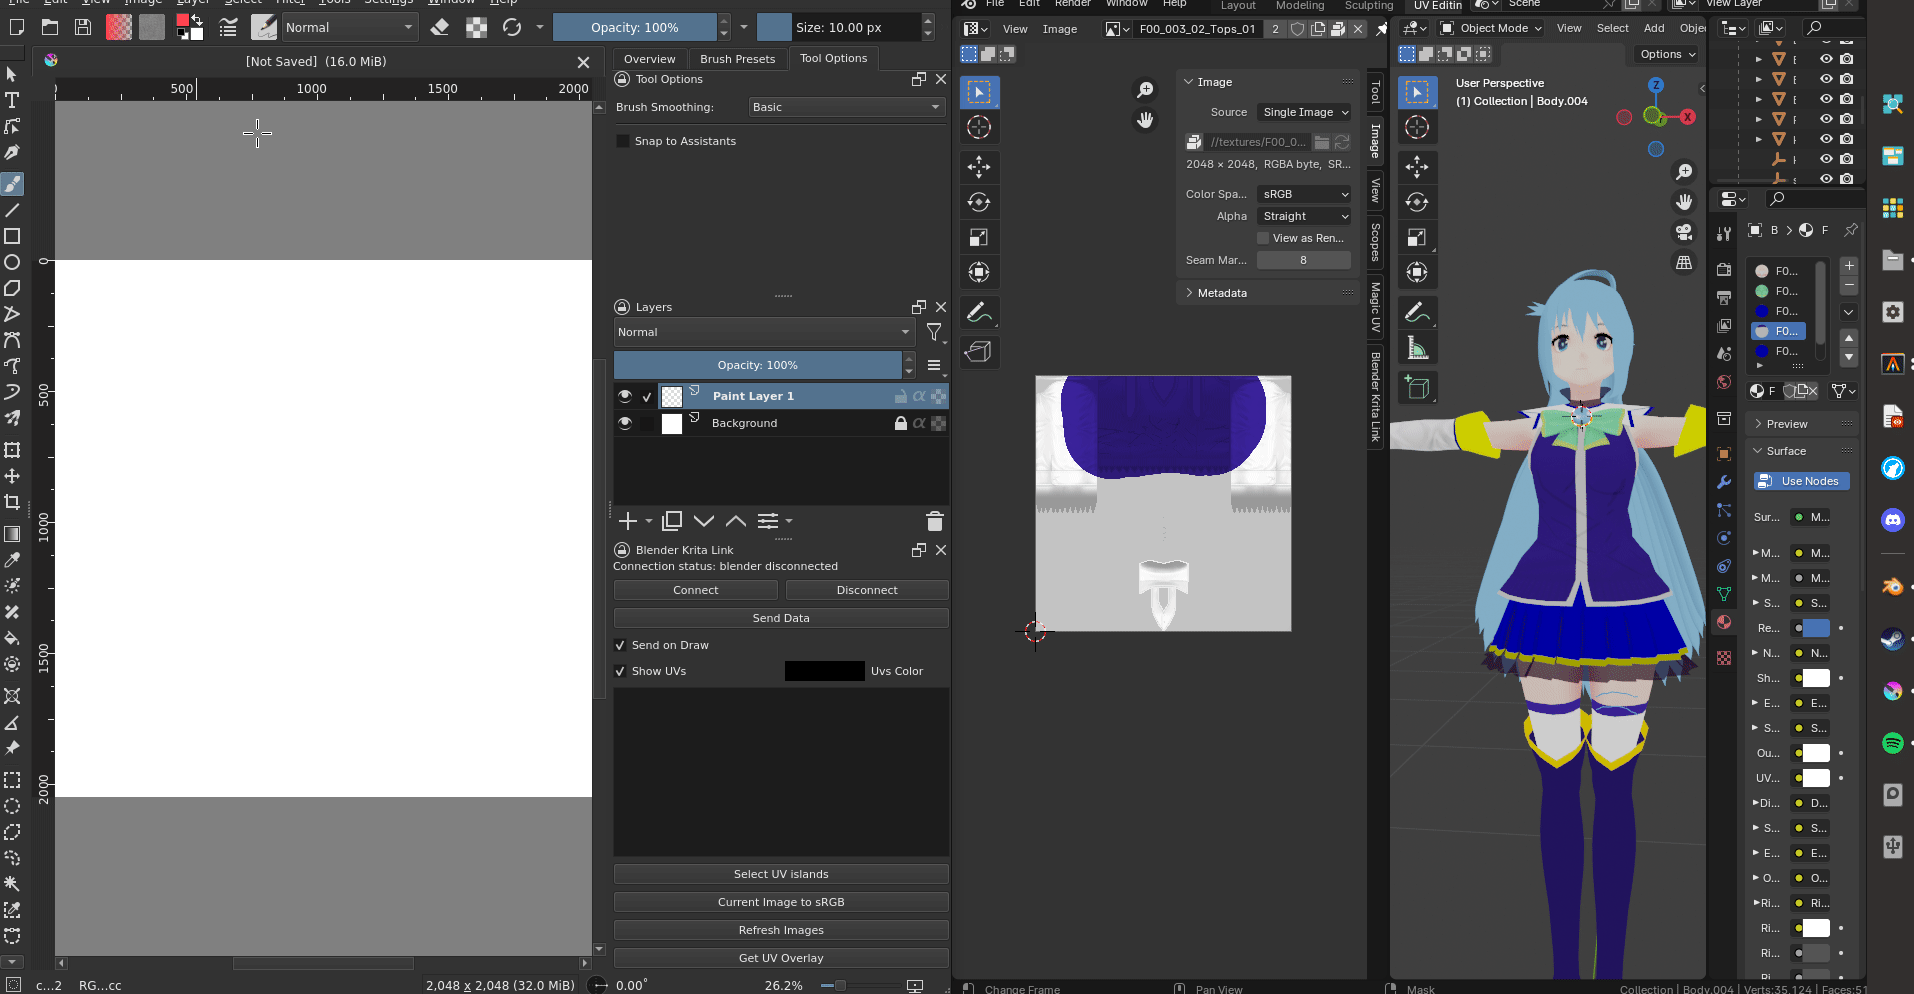 File Edit View Image Layer Select Filter Tools Settings Window Help
Normal
Opacity: 100%
Size: 10.00 px
[Not Saved] (16.0 MiB)
0 500 1000 1500 2000
0
500
1000
1500
2000
c...2 RG...cc
2,048 x 2,048 (32.0 MiB)
0.00°
26.2%
Overview Brush Presets Tool Options
Tool Options
Brush Smoothing: Basic
Snap to Assistants
Layers
Normal
Opacity: 100%
Paint Layer 1
Background
Blender Krita Link
Connection status: blender disconnected
Connect Disconnect
Send Data
Send on Draw
Show UVs Uvs Color
Select UV islands
Current Image to sRGB
Refresh Images
Get UV Overlay
File Edit Render Window Help
Layout Modeling Sculpting UV Editin
Scene
View Layer
View Image
F00_003_02_Tops_01 2
Image
Source Single Image
//textures/F00_0...
2048 × 2048, RGBA byte, SR...
Color Spa... sRGB
Alpha Straight
View as Ren...
Seam Mar... 8
Metadata
Tool
Image
View
Scopes
Magic UV
Blender Krita Link
Object Mode View Select Add Obje
Options
User Perspective
(1) Collection | Body.004
Z
X
B > F
F0...
F0...
F0...
F0...
F0...
F
Preview
Surface
Use Nodes
Sur... M...
M... M...
M... M...
S... S...
Re...
N... N...
Sh...
E... E...
S... S...
Ou...
UV...
Di... D...
S... S...
E... E...
O... O...
Ri... Ri...
Ri...
Ri...
Ri...
Change Frame
Pan View
Mask
Collection | Body.004 | Verts:35,124 | Faces:51